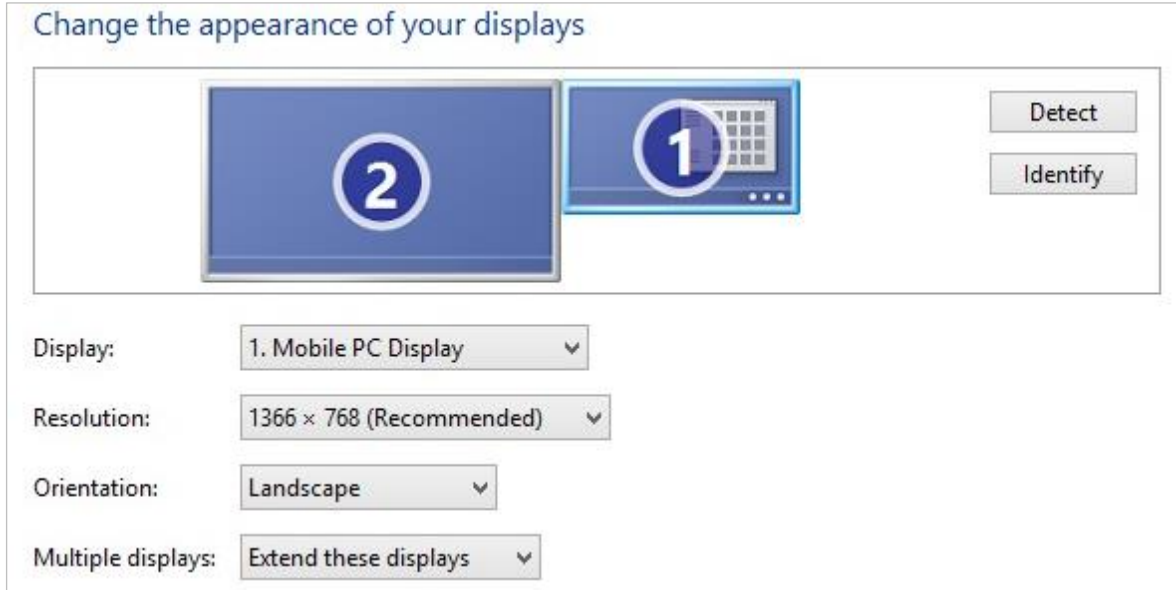 Change the appearance of your displays
2
1
Detect
Identify
Display: 1. Mobile PC Display
Resolution: 1366 × 768 (Recommended)
Orientation: Landscape
Multiple displays: Extend these displays